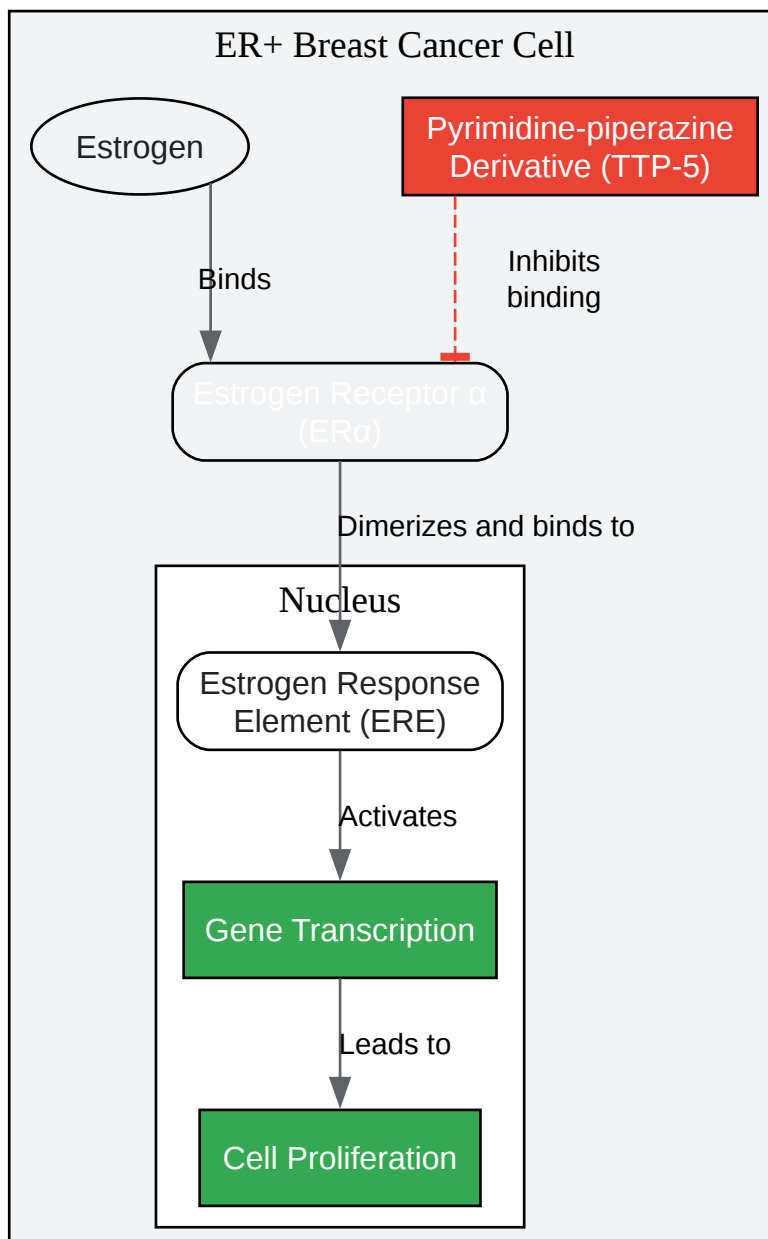 ER+ Breast Cancer Cell
Estrogen
Pyrimidine-piperazine
Derivative (TTP-5)
Binds
Inhibits
binding
Estrogen Receptor α
(ERα)
Dimerizes and binds to
Nucleus
Estrogen Response
Element (ERE)
Activates
Gene Transcription
Leads to
Cell Proliferation